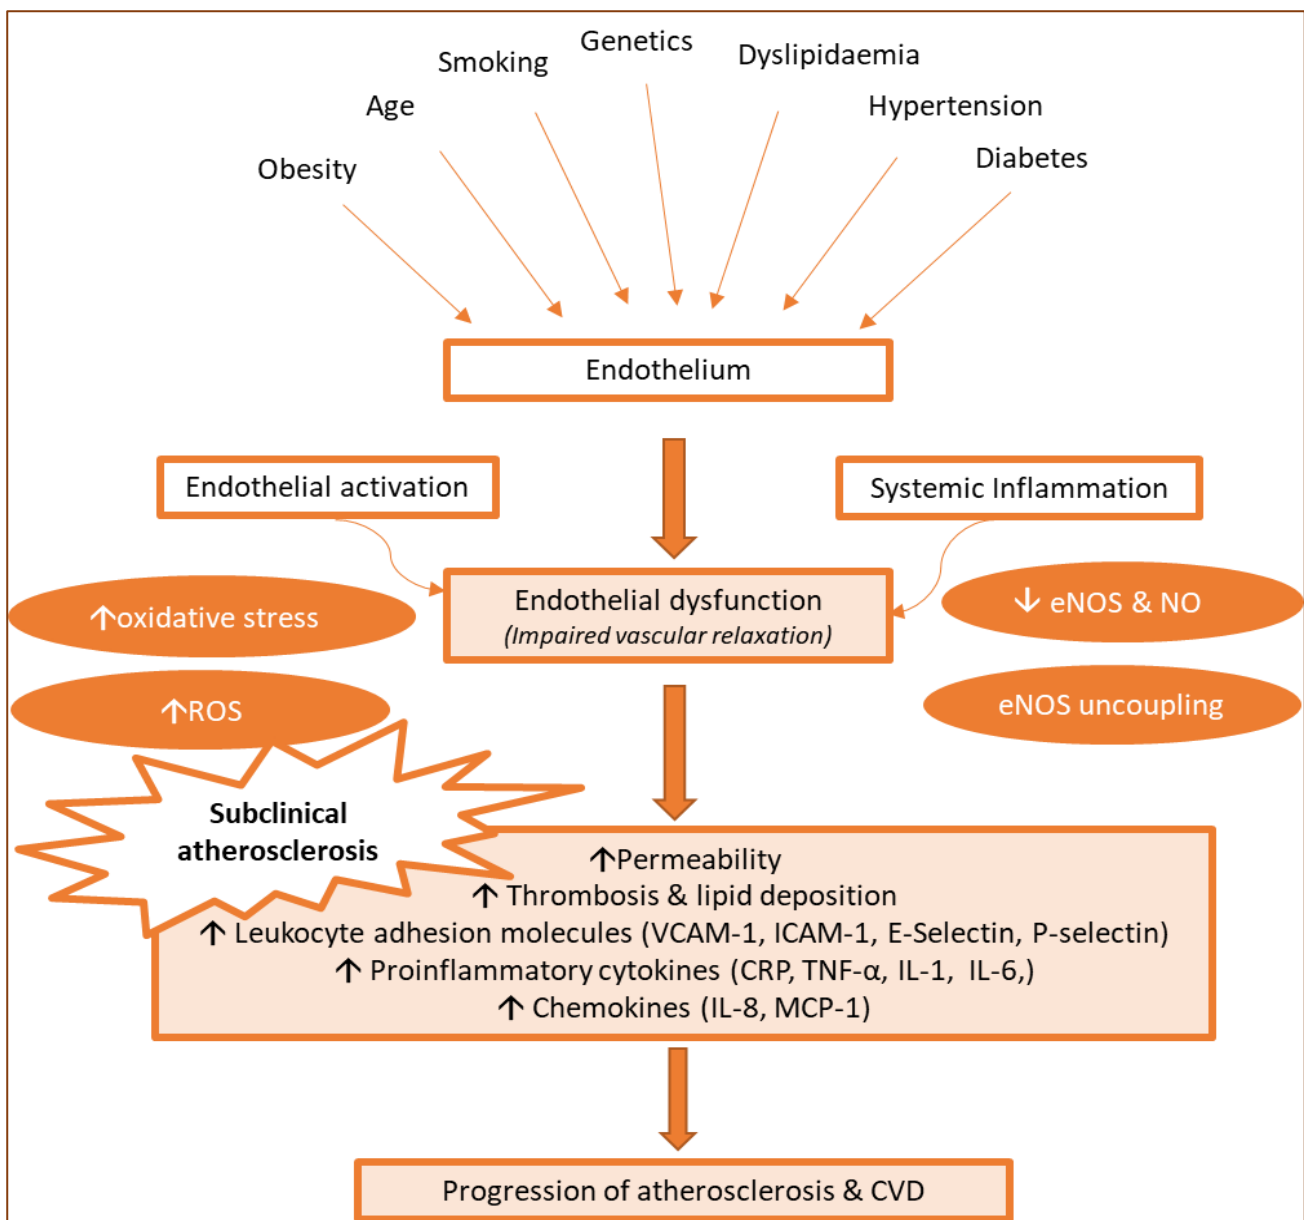 Genetics
Smoking
Dyslipidaemia
Age
Hypertension
Obesity
Diabetes
Endothelium
Endothelial activation
Systemic Inflammation
Endothelial dysfunction
(Impaired vascular relaxation)
↑oxidative stress
↓ eNOS & NO
↑ROS
eNOS uncoupling
Subclinical
atherosclerosis
↑Permeability
↑ Thrombosis & lipid deposition
↑ Leukocyte adhesion molecules (VCAM-1, ICAM-1, E-Selectin, P-selectin)
↑ Proinflammatory cytokines (CRP, TNF-α, IL-1, IL-6,)
↑ Chemokines (IL-8, MCP-1)
Progression of atherosclerosis & CVD